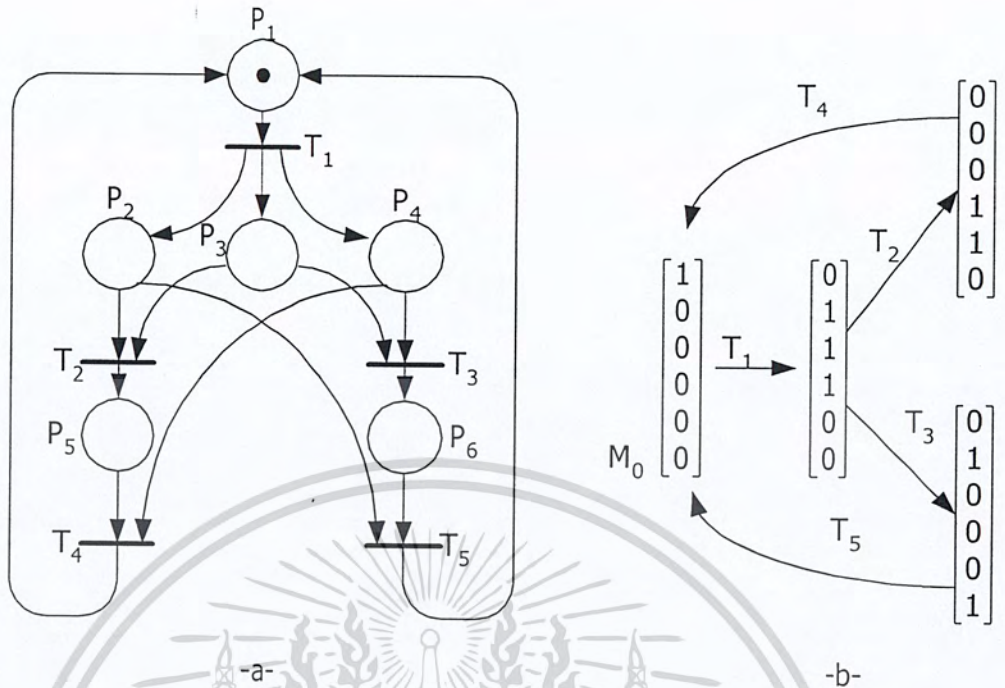 P1
T1
P2
P3
P4
T2
T3
P5
P6
T4
T5
-a-
T4
[0 0 0 1 1 0]
T2
M0
[1 0 0 0 0 0]
T1
[0 1 1 1 0 0]
T3
[0 1 0 0 0 1]
T5
-b-